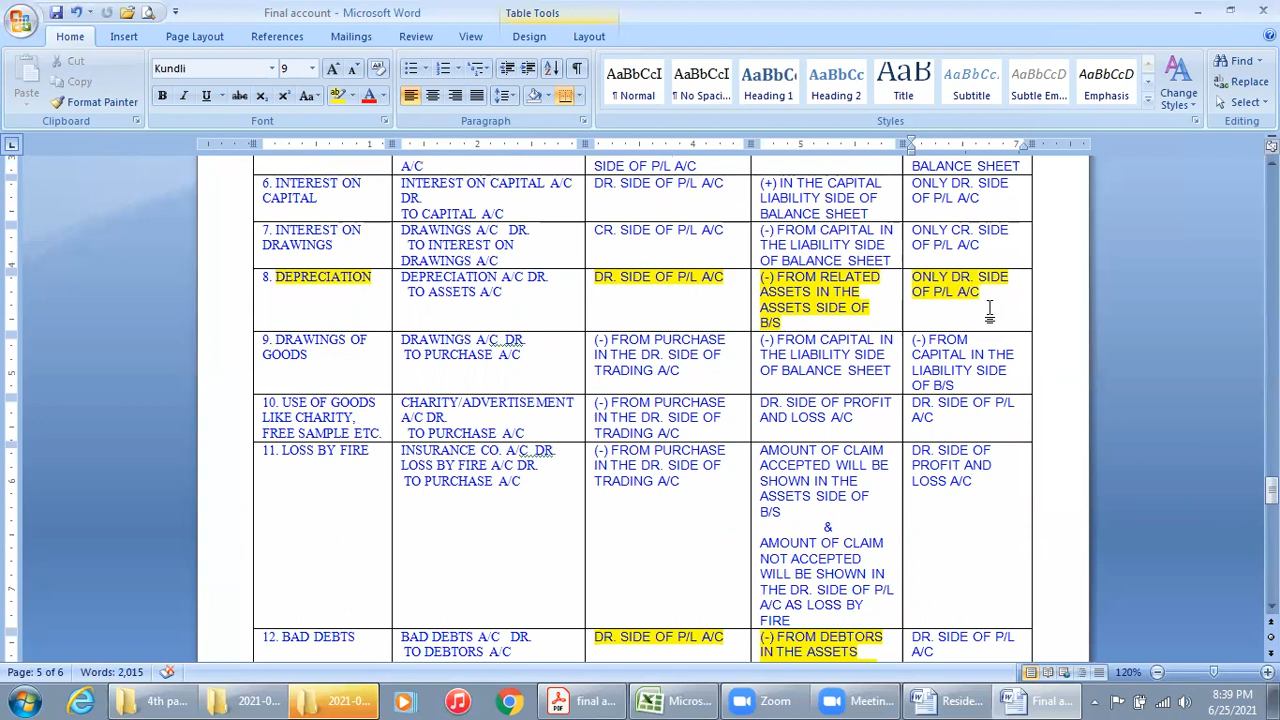 Final account - Microsoft Word
Table Tools
Home Insert Page Layout References Mailings Review View Design Layout
Paste
Cut
Copy
Format Painter
Clipboard
Kundli 9
Font
Paragraph
AaBbCcI AaBbCcI AaBbCc AaBbCc AaB AaBbCcI AaBbCcD AaBbCcD
¶ Normal ¶ No Spaci... Heading 1 Heading 2 Title Subtitle Subtle Em... Emphasis
Change
Styles
Styles
Find
Replace
Select
Editing
A/C
SIDE OF P/L A/C
BALANCE SHEET
6. INTEREST ON
CAPITAL
INTEREST ON CAPITAL A/C
DR.
TO CAPITAL A/C
DR. SIDE OF P/L A/C
(+) IN THE CAPITAL
LIABILITY SIDE OF
BALANCE SHEET
ONLY DR. SIDE
OF P/L A/C
7. INTEREST ON
DRAWINGS
DRAWINGS A/C DR.
TO INTEREST ON
DRAWINGS A/C
CR. SIDE OF P/L A/C
(-) FROM CAPITAL IN
THE LIABILITY SIDE
OF BALANCE SHEET
ONLY CR. SIDE
OF P/L A/C
8. DEPRECIATION
DEPRECIATION A/C DR.
TO ASSETS A/C
DR. SIDE OF P/L A/C
(-) FROM RELATED
ASSETS IN THE
ASSETS SIDE OF
B/S
ONLY DR. SIDE
OF P/L A/C
9. DRAWINGS OF
GOODS
DRAWINGS A/C DR
TO PURCHASE A/C
(-) FROM PURCHASE
IN THE DR. SIDE OF
TRADING A/C
(-) FROM CAPITAL IN
THE LIABILITY SIDE
OF BALANCE SHEET
(-) FROM
CAPITAL IN THE
LIABILITY SIDE
OF B/S
10. USE OF GOODS
LIKE CHARITY,
FREE SAMPLE ETC.
CHARITY/ADVERTISEMENT
A/C DR.
TO PURCHASE A/C
(-) FROM PURCHASE
IN THE DR. SIDE OF
TRADING A/C
DR. SIDE OF PROFIT
AND LOSS A/C
DR. SIDE OF P/L
A/C
11. LOSS BY FIRE
INSURANCE CO. A/C DR.
LOSS BY FIRE A/C DR.
TO PURCHASE A/C
(-) FROM PURCHASE
IN THE DR. SIDE OF
TRADING A/C
AMOUNT OF CLAIM
ACCEPTED WILL BE
SHOWN IN THE
ASSETS SIDE OF
B/S
&
AMOUNT OF CLAIM
NOT ACCEPTED
WILL BE SHOWN IN
THE DR. SIDE OF P/L
A/C AS LOSS BY
FIRE
DR. SIDE OF
PROFIT AND
LOSS A/C
12. BAD DEBTS
BAD DEBTS A/C DR.
TO DEBTORS A/C
DR. SIDE OF P/L A/C
(-) FROM DEBTORS
IN THE ASSETS
DR. SIDE OF P/L
A/C
Page: 5 of 6 Words: 2,015 120%
4th pa... 2021-0... 2021-0... final a... Micros... Zoom Meetin... Reside... Final a...
8:39 PM
6/25/2021